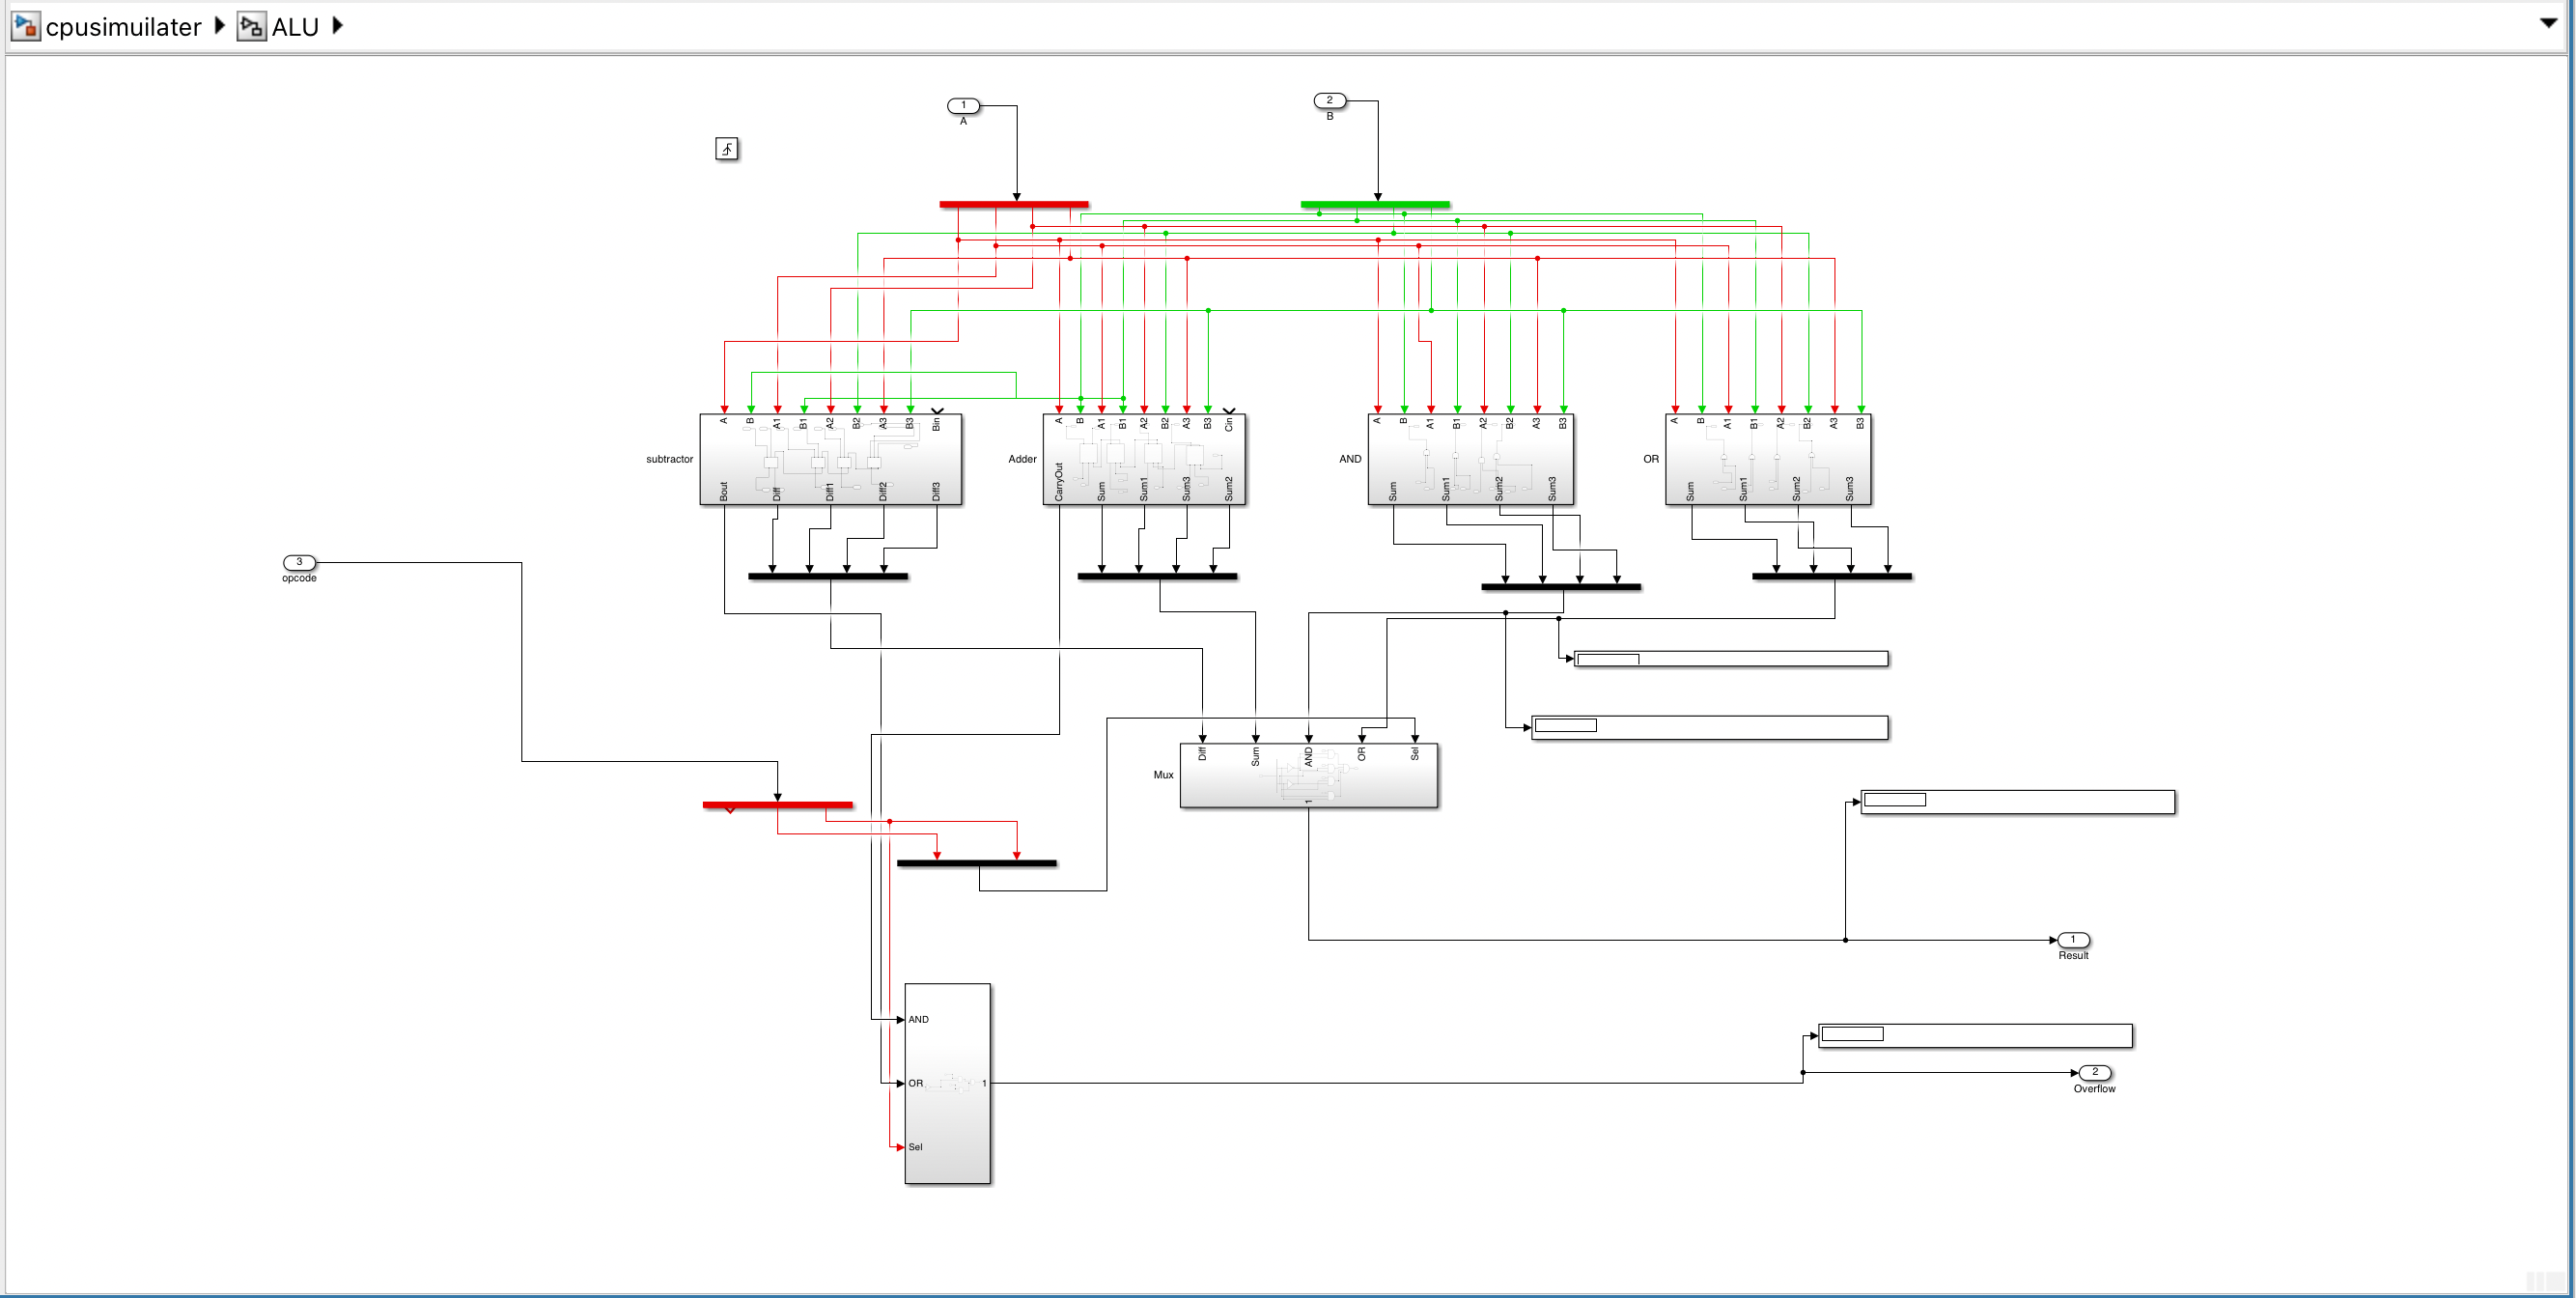 cpusimuilater ALU
1
A
2
B
A B A1 B1 A2 B2 A3 B3 Bin
subtractor
Bout Diff Diff1 Diff2 Diff3
A B A1 B1 A2 B2 A3 B3 Cin
Adder
CarryOut Sum Sum1 Sum3 Sum2
A B A1 B1 A2 B2 A3 B3
AND
Sum Sum1 Sum2 Sum3
A B A1 B1 A2 B2 A3 B3
OR
Sum Sum1 Sum2 Sum3
3
opcode
Diff Sum AND OR Sel
Mux
1
1
Result
AND
OR
1
Sel
2
Overflow